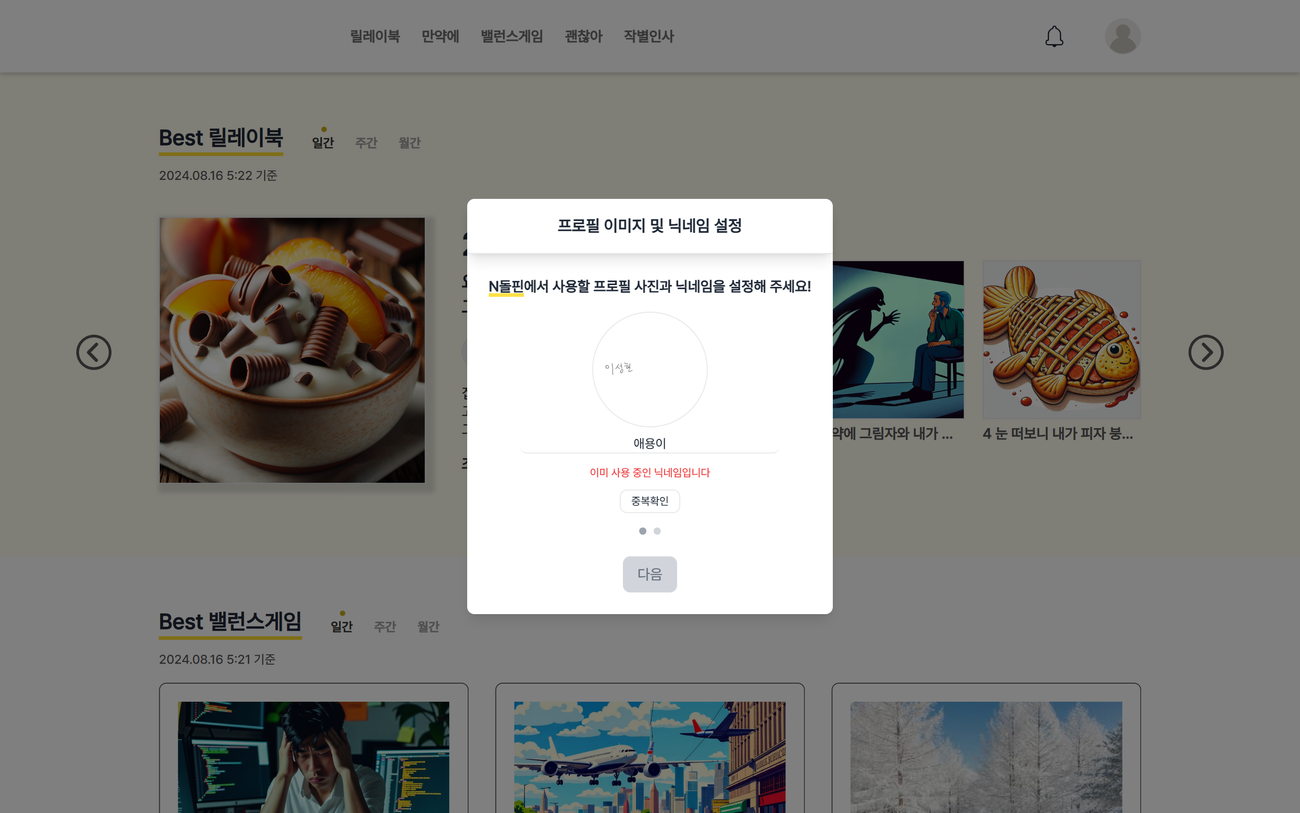 릴레이북 만약에 밸런스게임 괜찮아 작별인사
Best 릴레이북 일간 주간 월간
2024.08.16 5:22 기준
프로필 이미지 및 닉네임 설정
N돌핀에서 사용할 프로필 사진과 닉네임을 설정해 주세요!
애용이
이미 사용 중인 닉네임입니다
중복확인
다음
약에 그림자와 내가 ...
4 눈 떠보니 내가 피자 붕...
Best 밸런스게임 일간 주간 월간
2024.08.16 5:21 기준